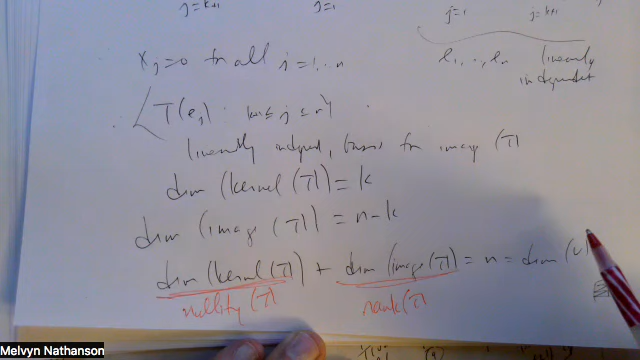 j=k+1 j=1 j=1 j=k+1
x_j=0 for all j=1,..n e_1,..,e_n linearly independent
{T(e_j) : k+1≤j≤n}
linearly indpend, basis for image (T)
dim (kernel (T)) = k
dim (image (T)) = n-k
dim (kernel(T)) + dim (image(T)) = n = dim (V)
nullity (T) rank(T)
Melvyn Nathanson